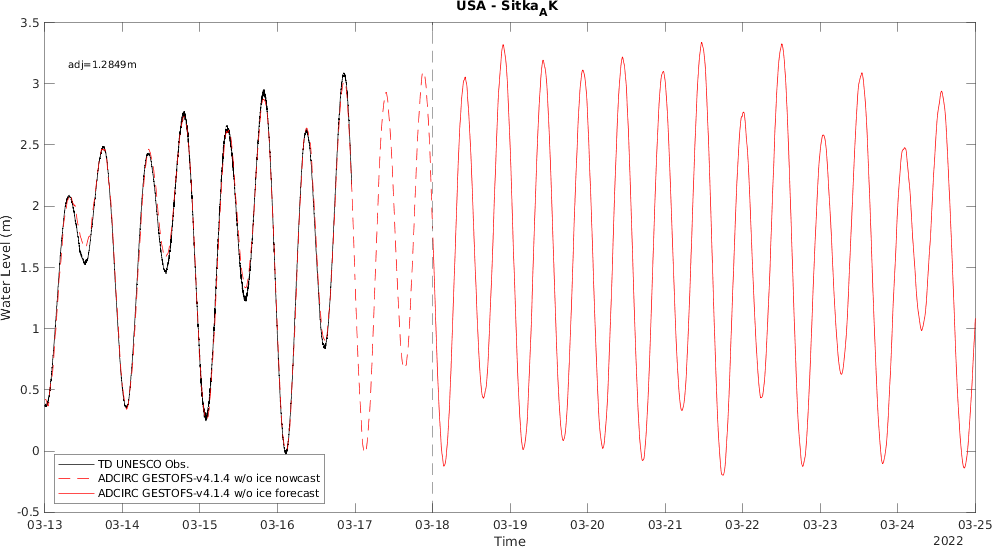 USA - Sitka_AK
3.5
adj=1.2849m
3
2.5
2
1.5
1
0.5
0
-0.5
Water Level (m)
TD UNESCO Obs.
ADCIRC GESTOFS-v4.1.4 w/o ice nowcast
ADCIRC GESTOFS-v4.1.4 w/o ice forecast
03-13 03-14 03-15 03-16 03-17 03-18 03-19 03-20 03-21 03-22 03-23 03-24 03-25
Time
2022